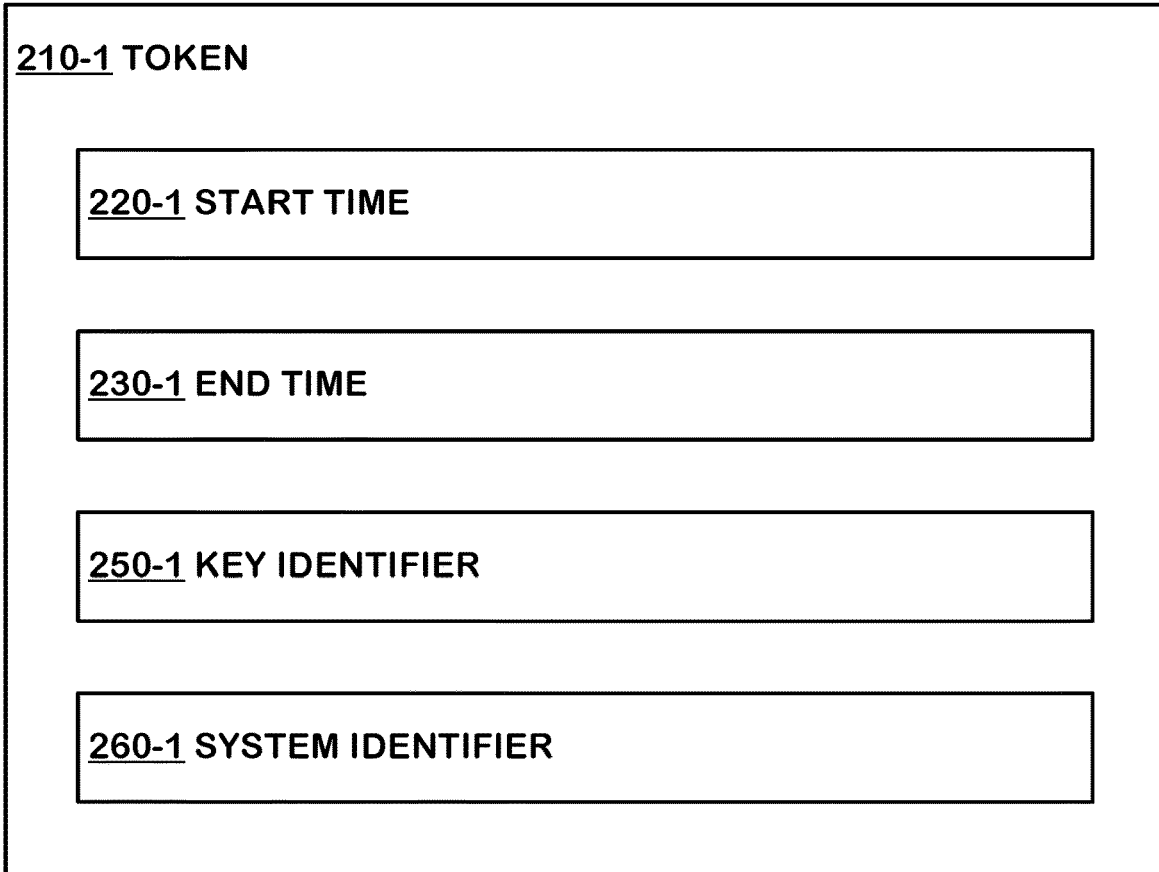 210-1 TOKEN
220-1 START TIME
230-1 END TIME
250-1 KEY IDENTIFIER
260-1 SYSTEM IDENTIFIER